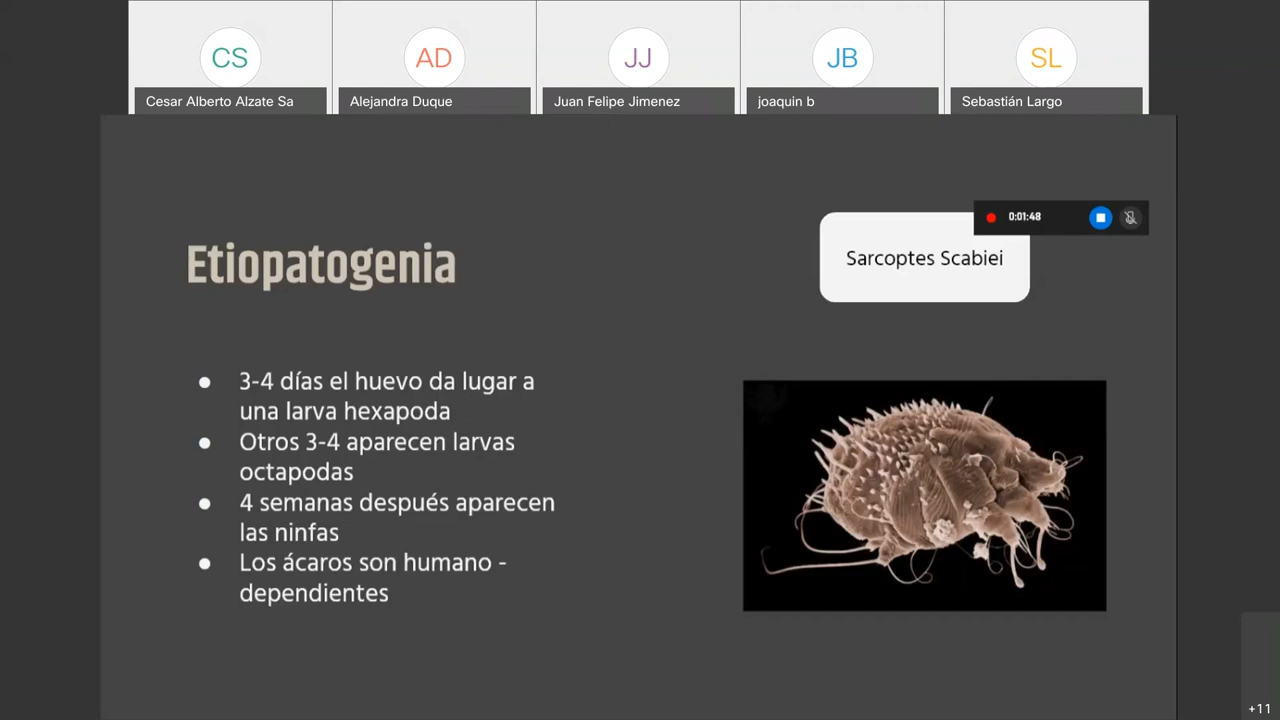 CS
AD
JJ
JB
SL
Cesar Alberto Alzate Sa
Alejandra Duque
Juan Felipe Jimenez
joaquin b
Sebastián Largo
0:01:48
Etiopatogenia
Sarcoptes Scabiei
3-4 días el huevo da lugar a
una larva hexapoda
Otros 3-4 aparecen larvas
octapodas
4 semanas después aparecen
las ninfas
Los ácaros son humano -
dependientes
+11